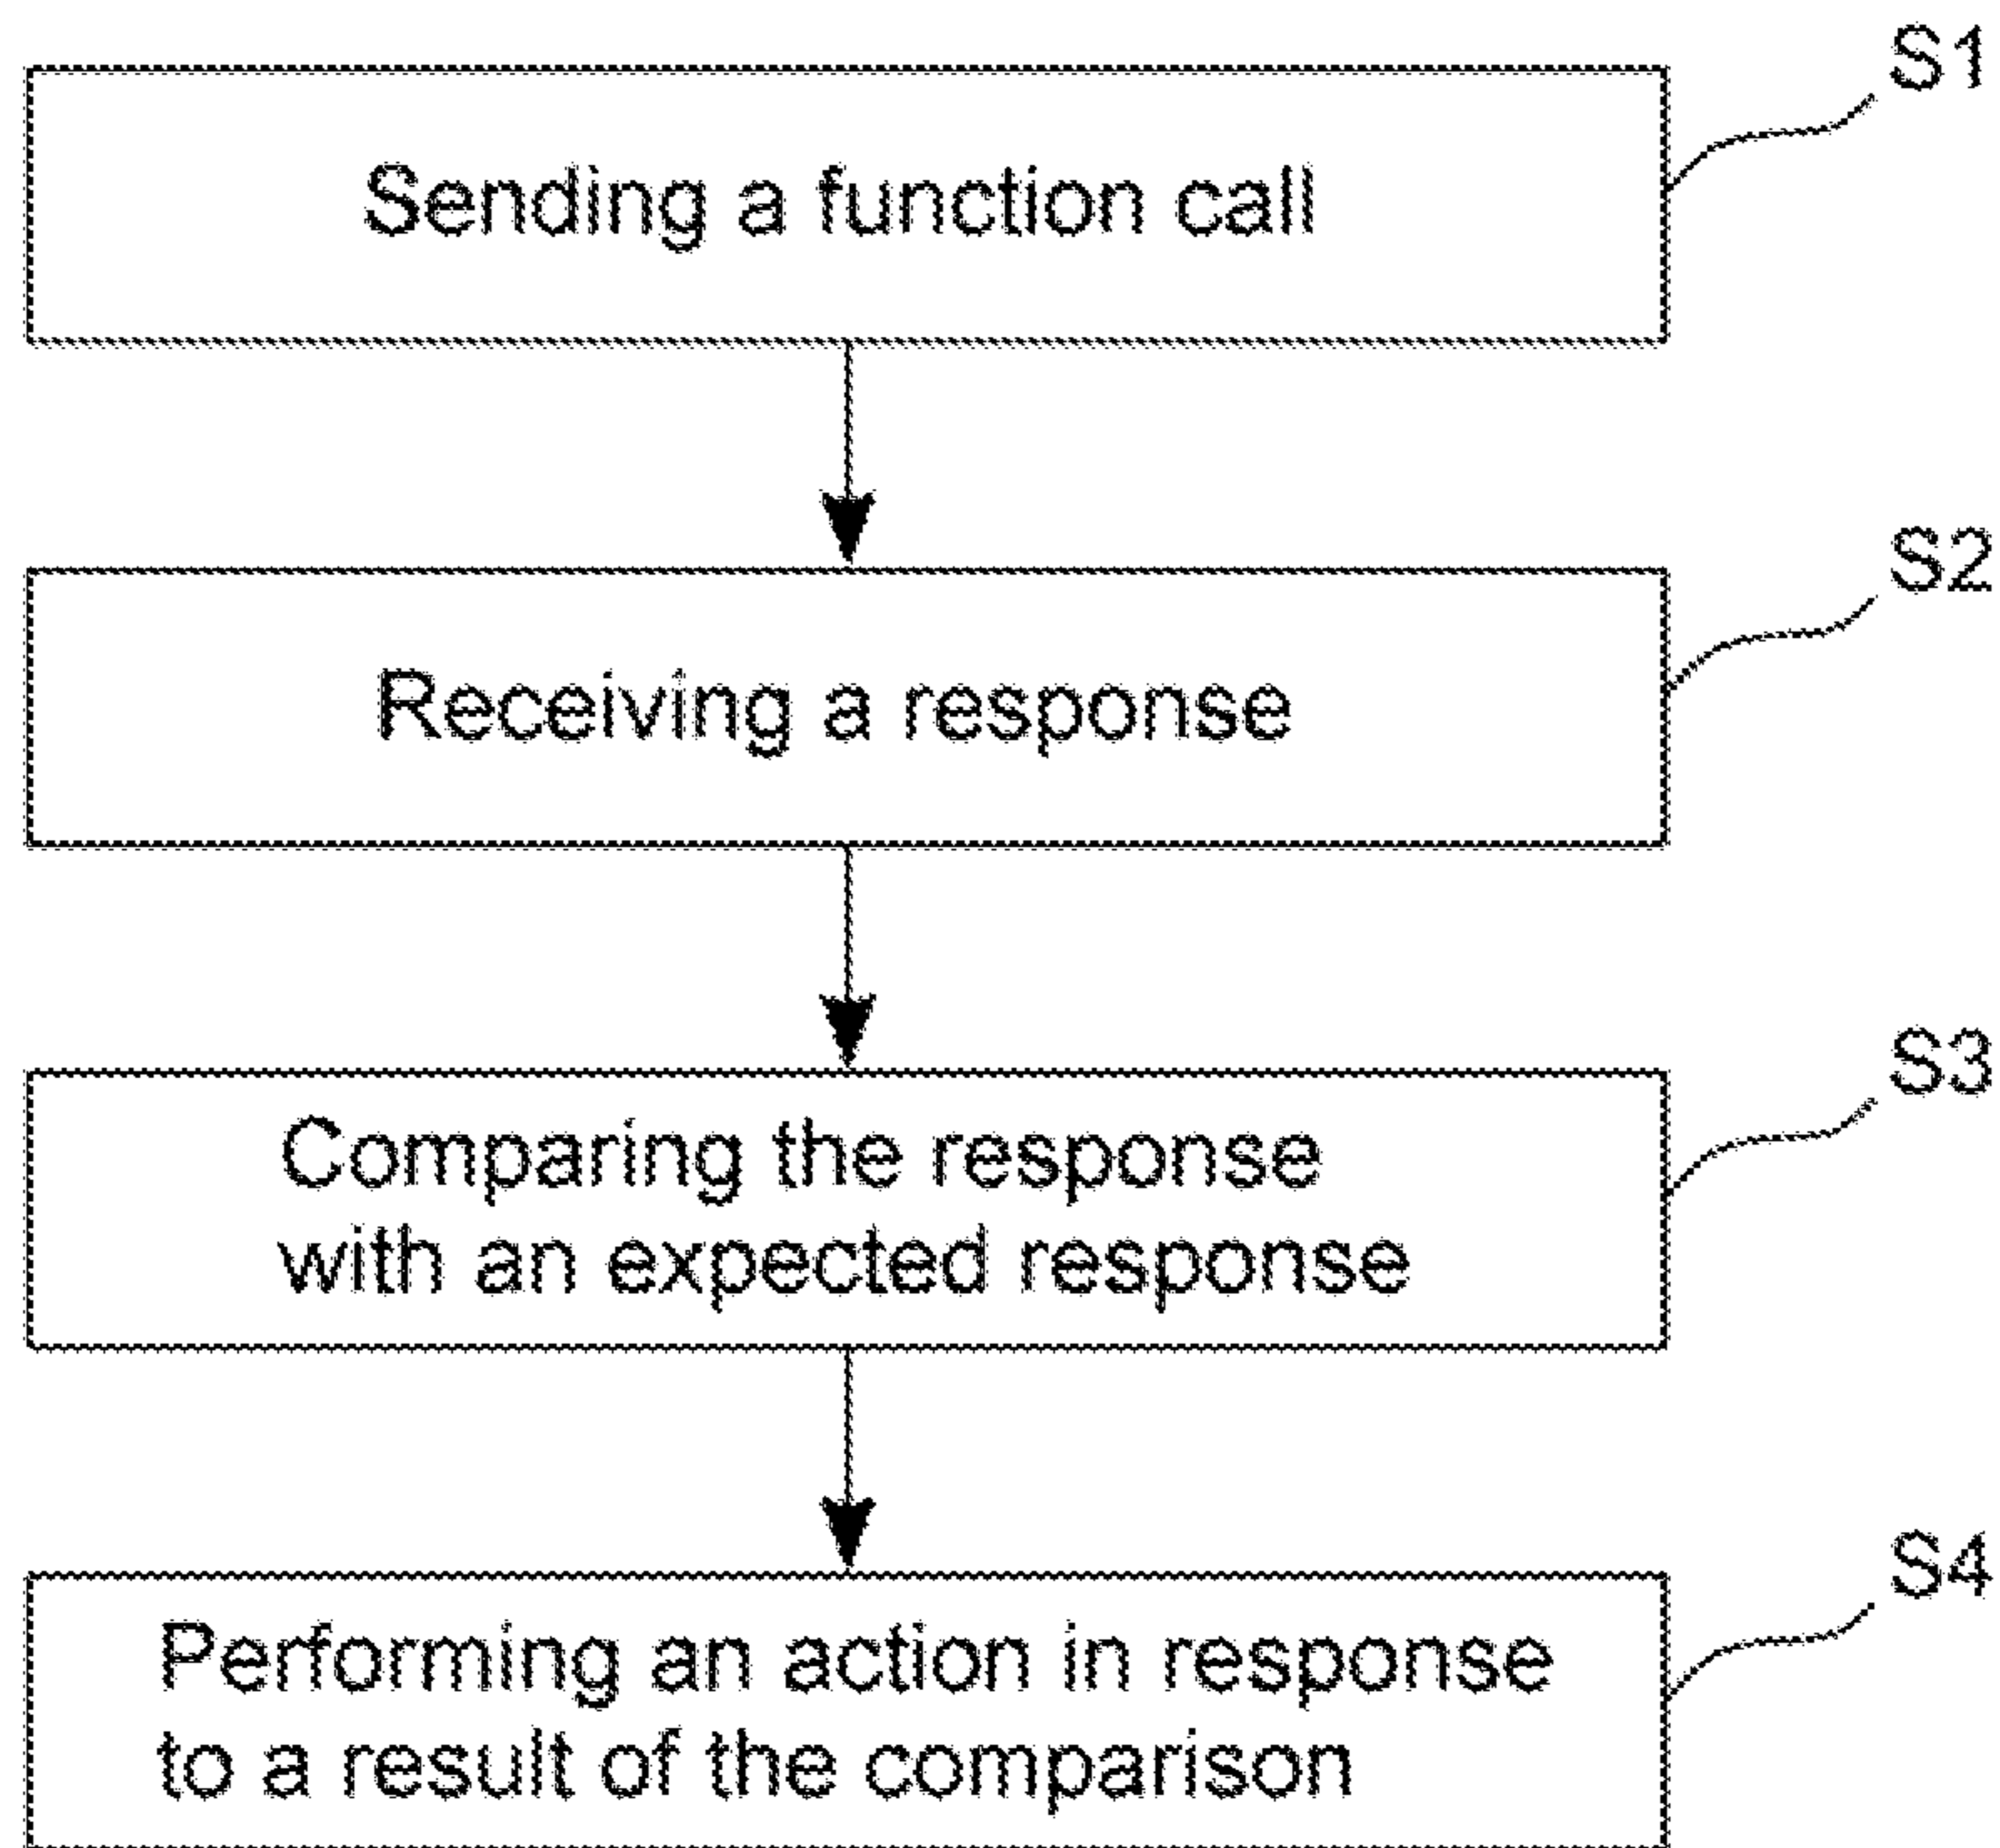 S1
Sending a function call
S2
Receiving a response
S3
Comparing the response
with an expected response
S4
Performing an action in response
to a result of the comparison